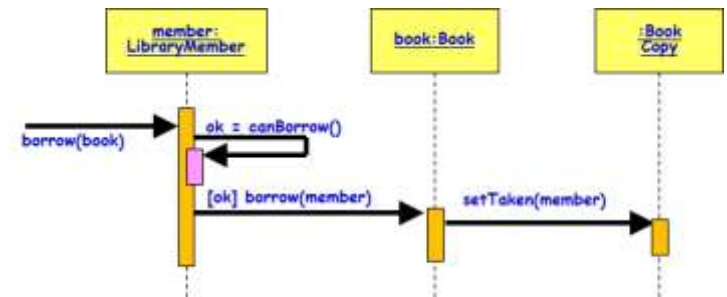 member:
LibraryMember
book:Book
:Book
Copy
borrow(book)
ok = canBorrow()
[ok] borrow(member)
setTaken(member)